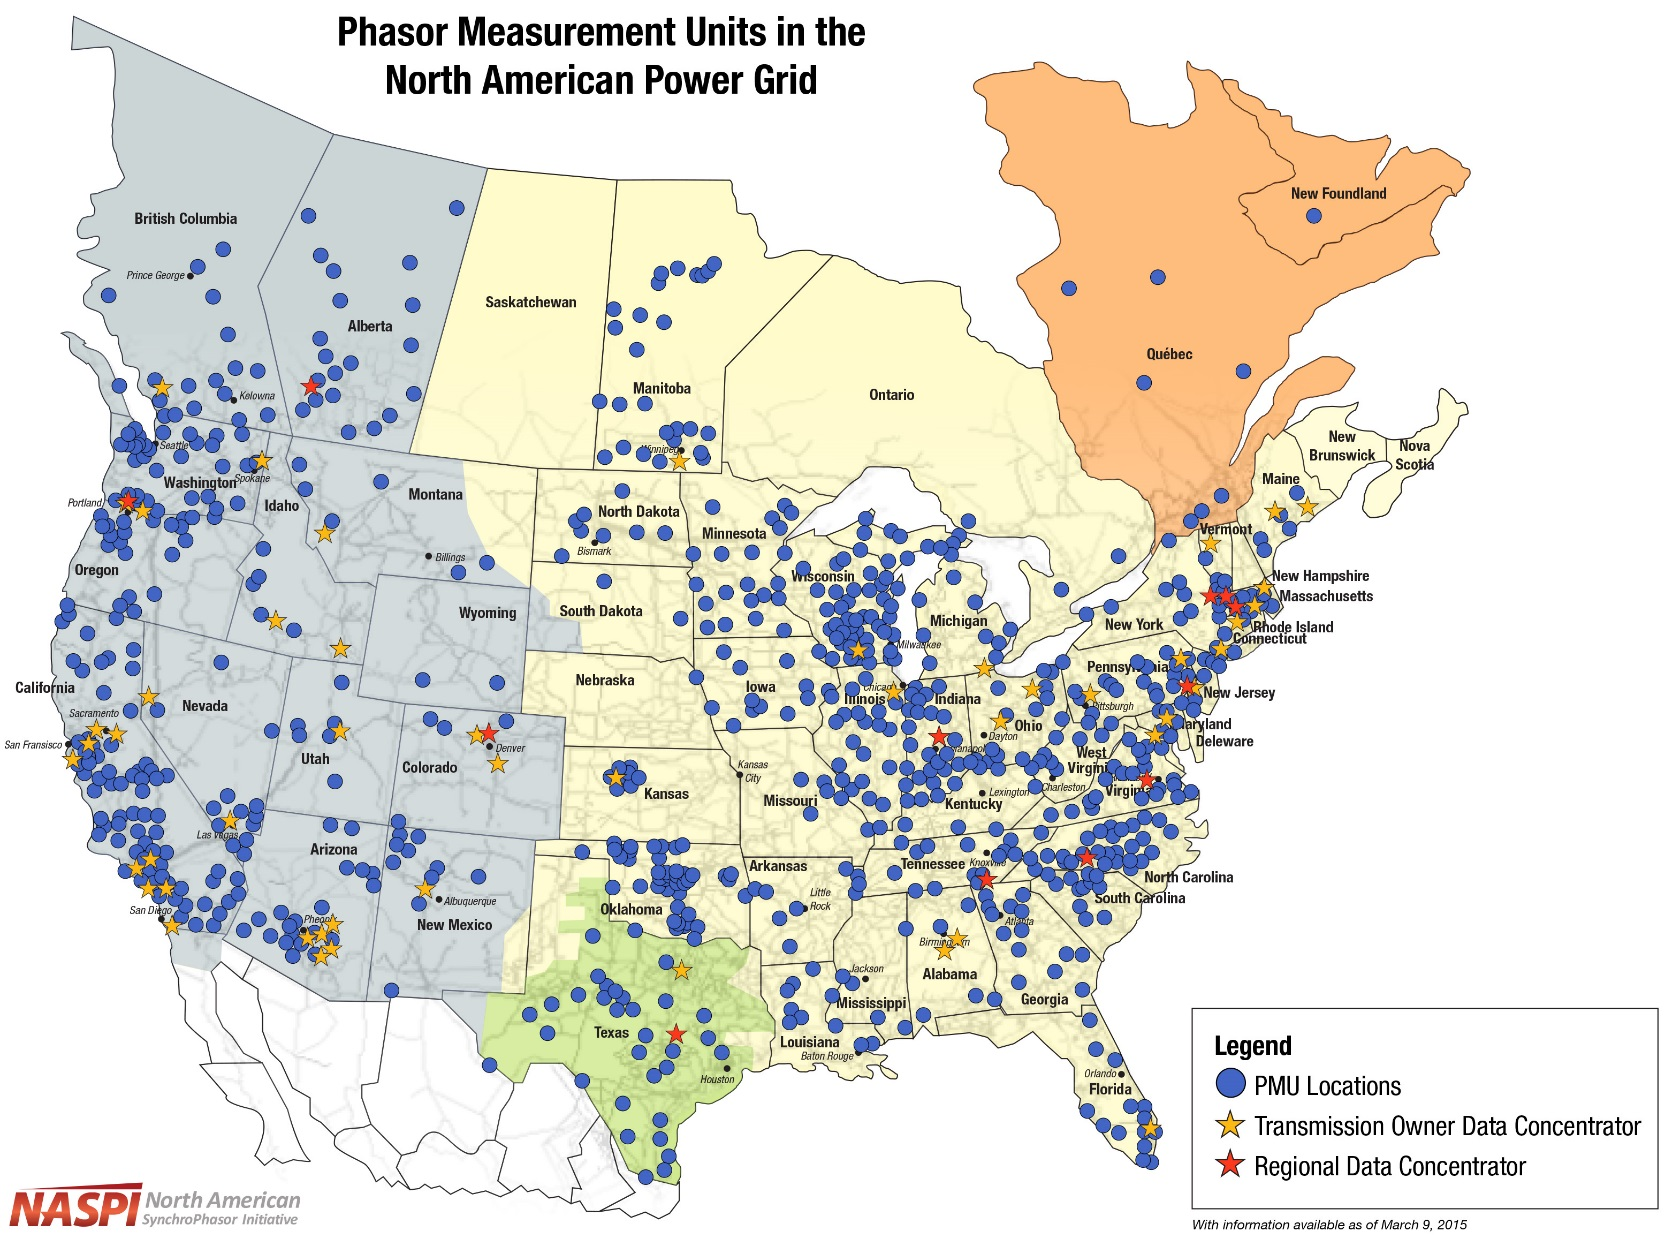 Phasor Measurement Units in the
North American Power Grid
New Foundland
British Columbia
Prince George
Saskatchewan
Alberta
Québec
Manitoba
Ontario
Kelowna
New
Brunswick
Nova
Scotia
Seattle
Winnipeg
Spokane
Washington
Maine
Montana
Portland
Idaho
North Dakota
Minnesota
Vermont
Bismark
Billings
Oregon
Wisconsin
New Hampshire
Massachusetts
Wyoming
South Dakota
Michigan
New York
Rhode Island
Connecticut
Milwaukee
Pennsylvania
Nebraska
California
Iowa
Chicago
Illinois
Indiana
New Jersey
Nevada
Pittsburgh
Sacramento
Ohio
Maryland
Dayton
Delaware
San Fransisco
Denver
Indianapolis
West
Virginia
Utah
Colorado
Kansas
City
Charleston
Kansas
Missouri
Lexington
Virginia
Kentucky
Las Vegas
Arizona
Arkansas
Tennessee
Knoxville
North Carolina
Albuquerque
Little
Rock
South Carolina
San Diego
Oklahoma
Pheonix
New Mexico
Atlanta
Birmingham
Jackson
Alabama
Mississippi
Georgia
Texas
Louisiana
Baton Rouge
Houston
Orlando
Florida
Legend
PMU Locations
Transmission Owner Data Concentrator
Regional Data Concentrator
NASPI North American
SynchroPhasor Initiative
With information available as of March 9, 2015